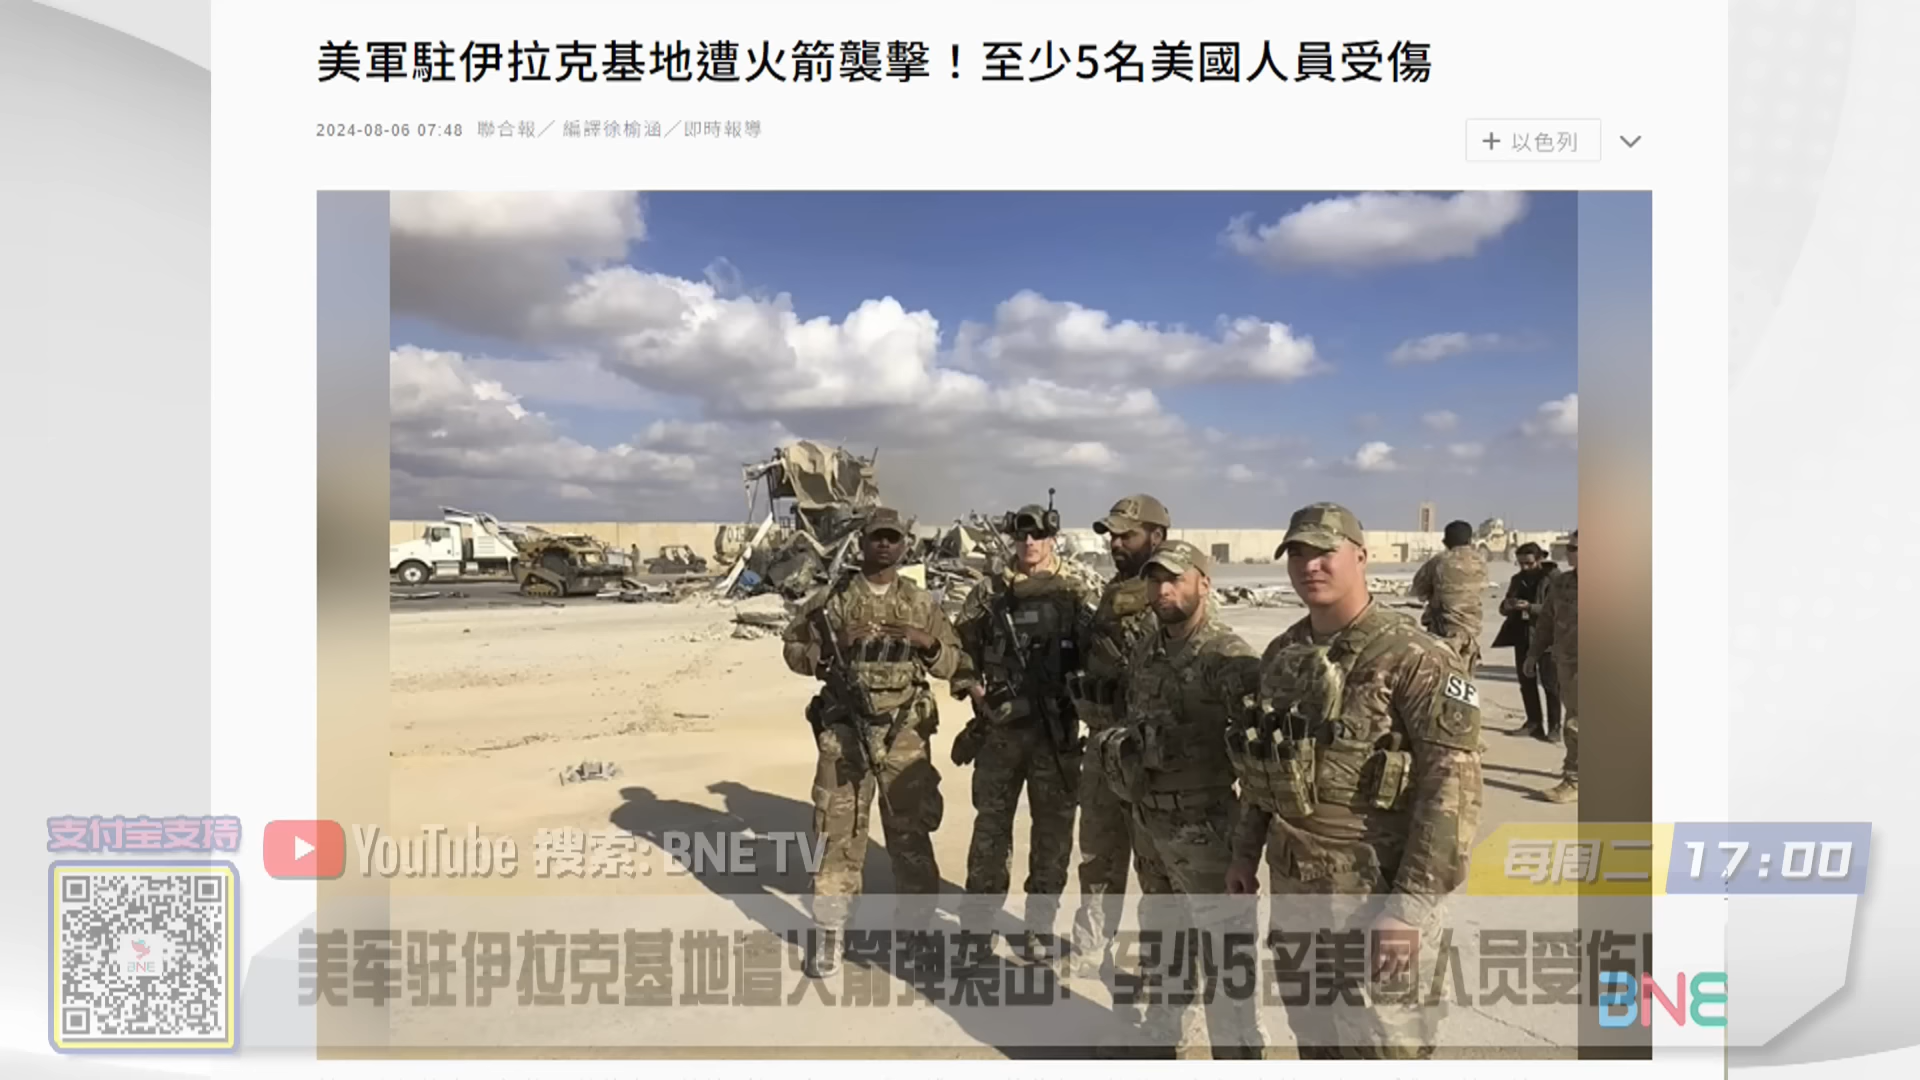 美軍駐伊拉克基地遭火箭襲擊！至少5名美國人員受傷
2024-08-06 07:48 聯合報／ 編譯徐榆涵／即時報導
+ 以色列
SF
支付宝支持
YouTube 搜索: BNE TV
每周二 17:00
BNE
美军驻伊拉克基地遭火箭弹袭击！至少5名美国人员受伤!
BNE